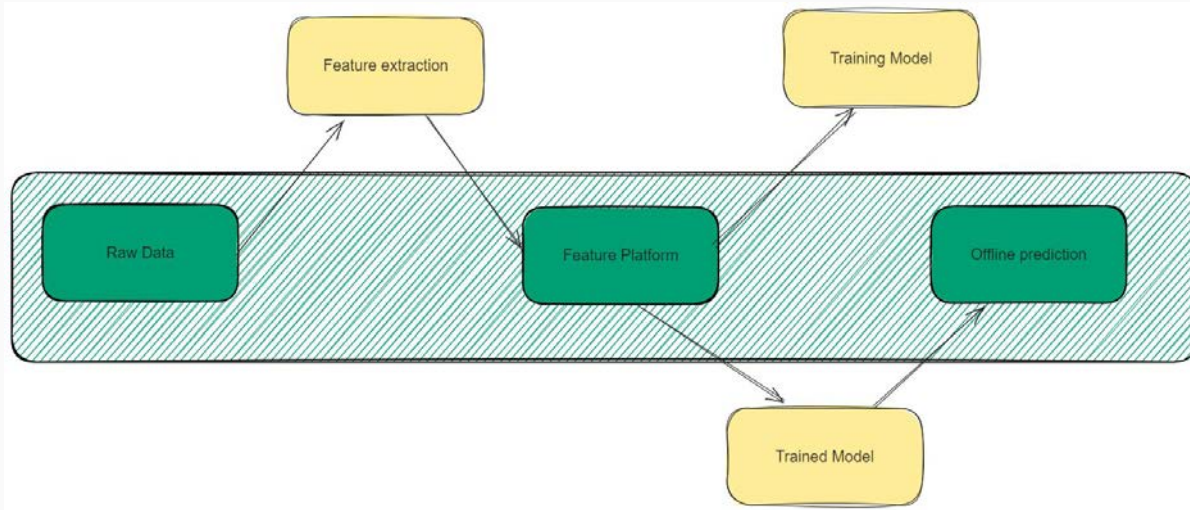 Feature extraction
Training Model
Raw Data
Feature Platform
Offline prediction
Trained Model